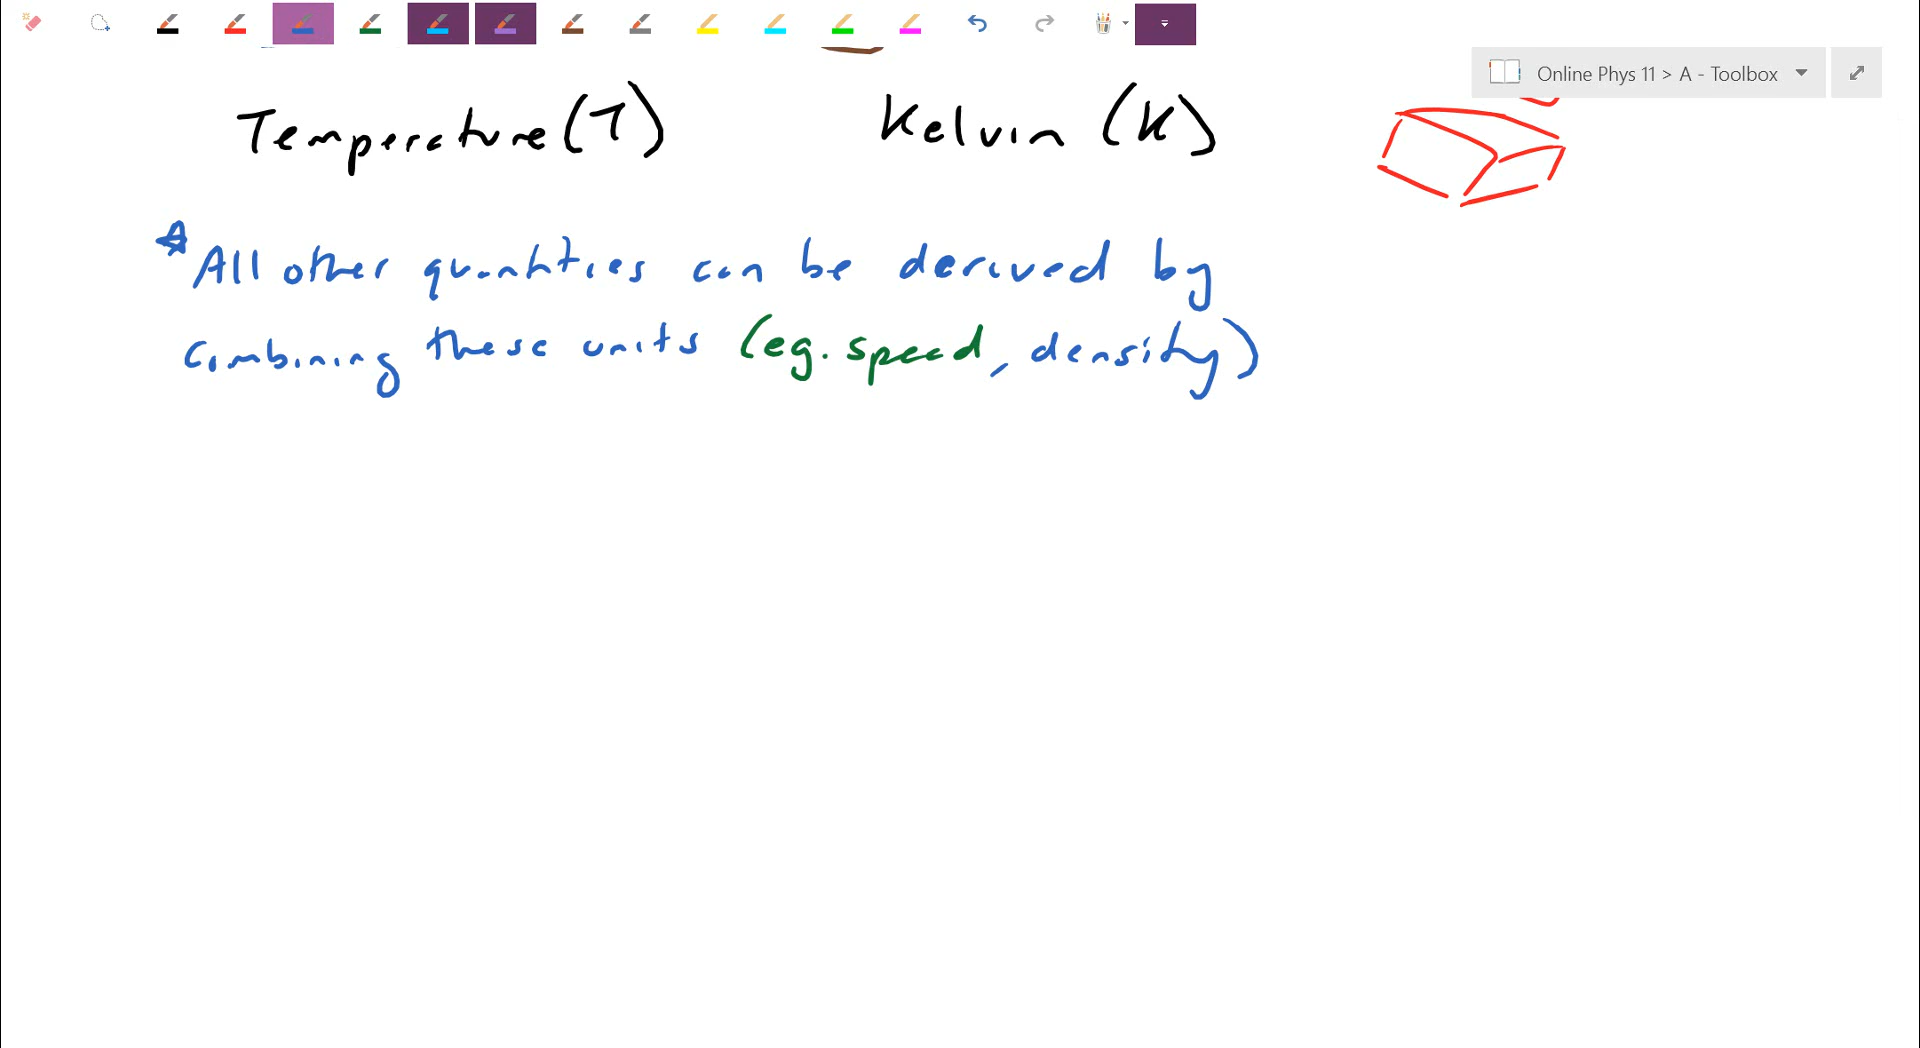 Online Phys 11 > A - Toolbox
Temperature (T) Kelvin (K)
All other quantities can be derived by
combining these units (eg. speed, density)